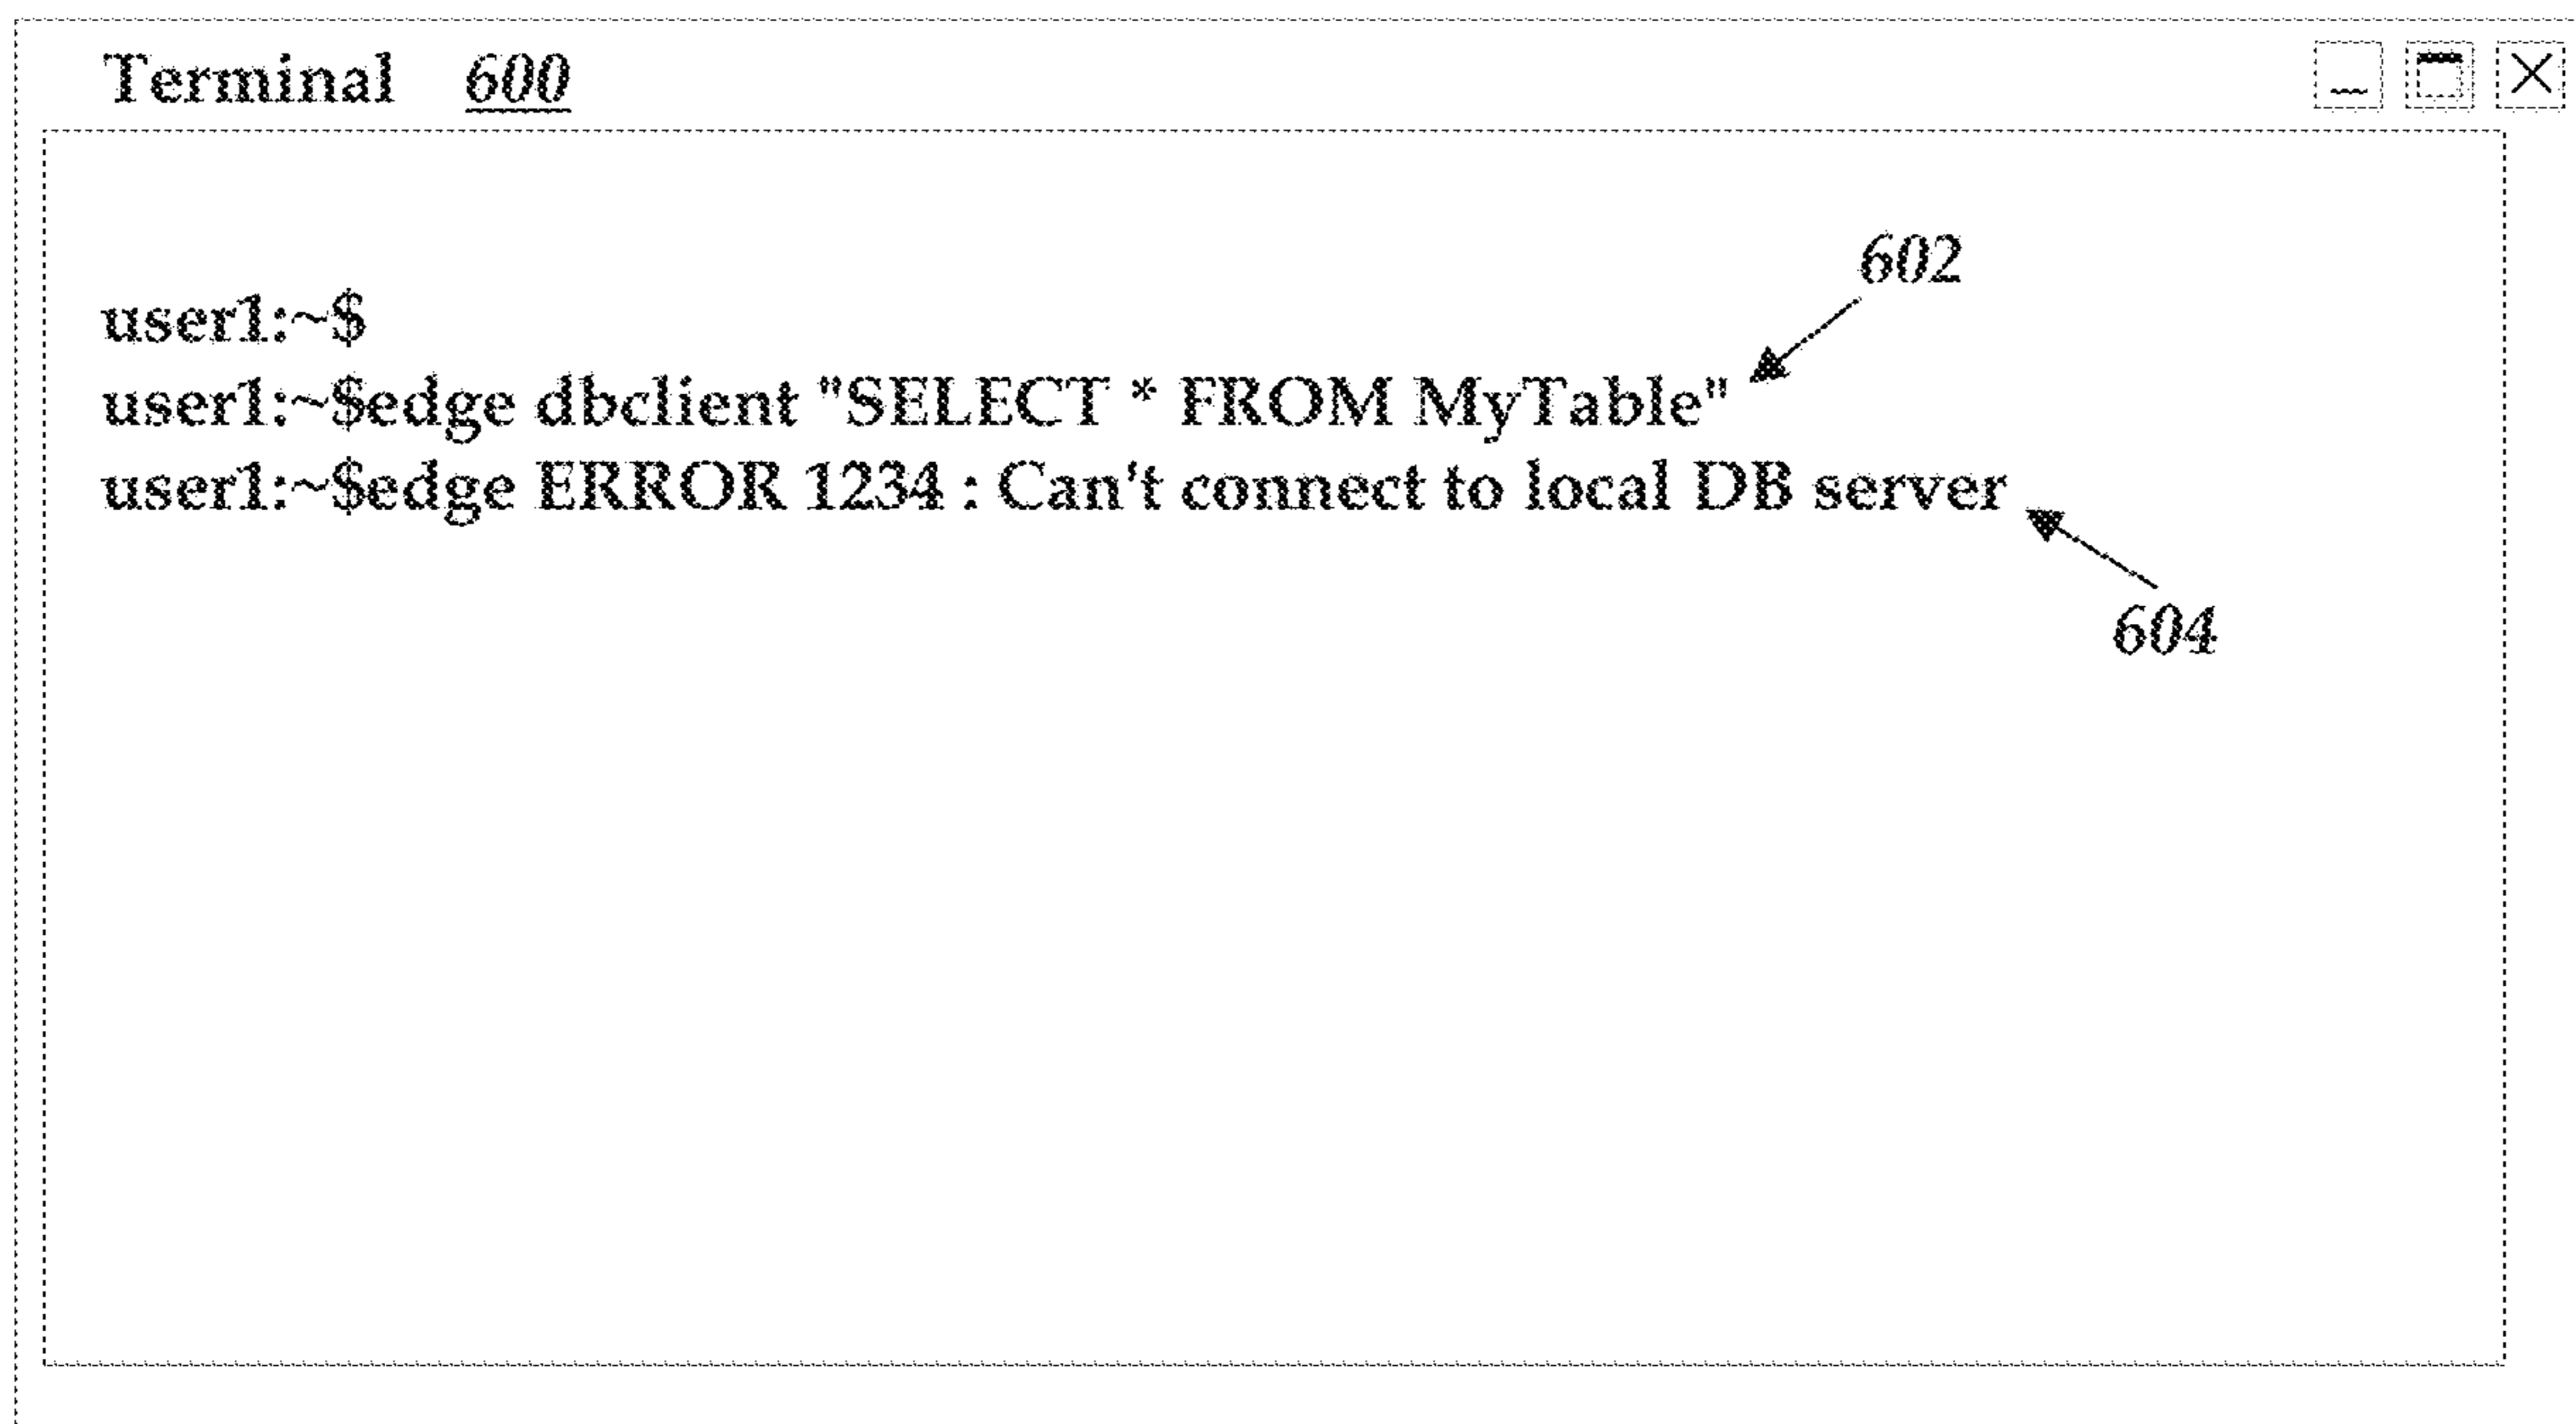 Terminal 600
602
user1:~$
user1:~$edge dbclient "SELECT * FROM MyTable"
user1:~$edge ERROR 1234 : Can't connect to local DB server
604